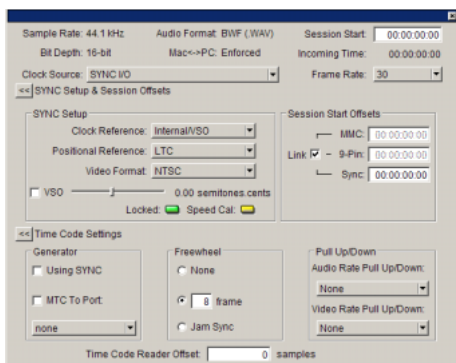 Sample Rate: 44.1 kHz Audio Format: BWF (.WAV) Session Start: 00:00:00:00
Bit Depth: 16-bit Mac<->PC: Enforced Incoming Time: 00:00:00:00
Clock Source: SYNC I/O Frame Rate: 30
<< SYNC Setup & Session Offsets
SYNC Setup
Clock Reference: Internal/VSO
Positional Reference: LTC
Video Format: NTSC
VSO 0.00 semitones.cents
Locked: Speed Cal:
Session Start Offsets
MMC: 00:00:00:00
Link 9-Pin: 00:00:00:00
Sync: 00:00:00:00
<< Time Code Settings
Generator
Using SYNC
MTC To Port:
none
Freewheel
None
8 frame
Jam Sync
Pull Up/Down
Audio Rate Pull Up/Down:
None
Video Rate Pull Up/Down:
None
Time Code Reader Offset: 0 samples